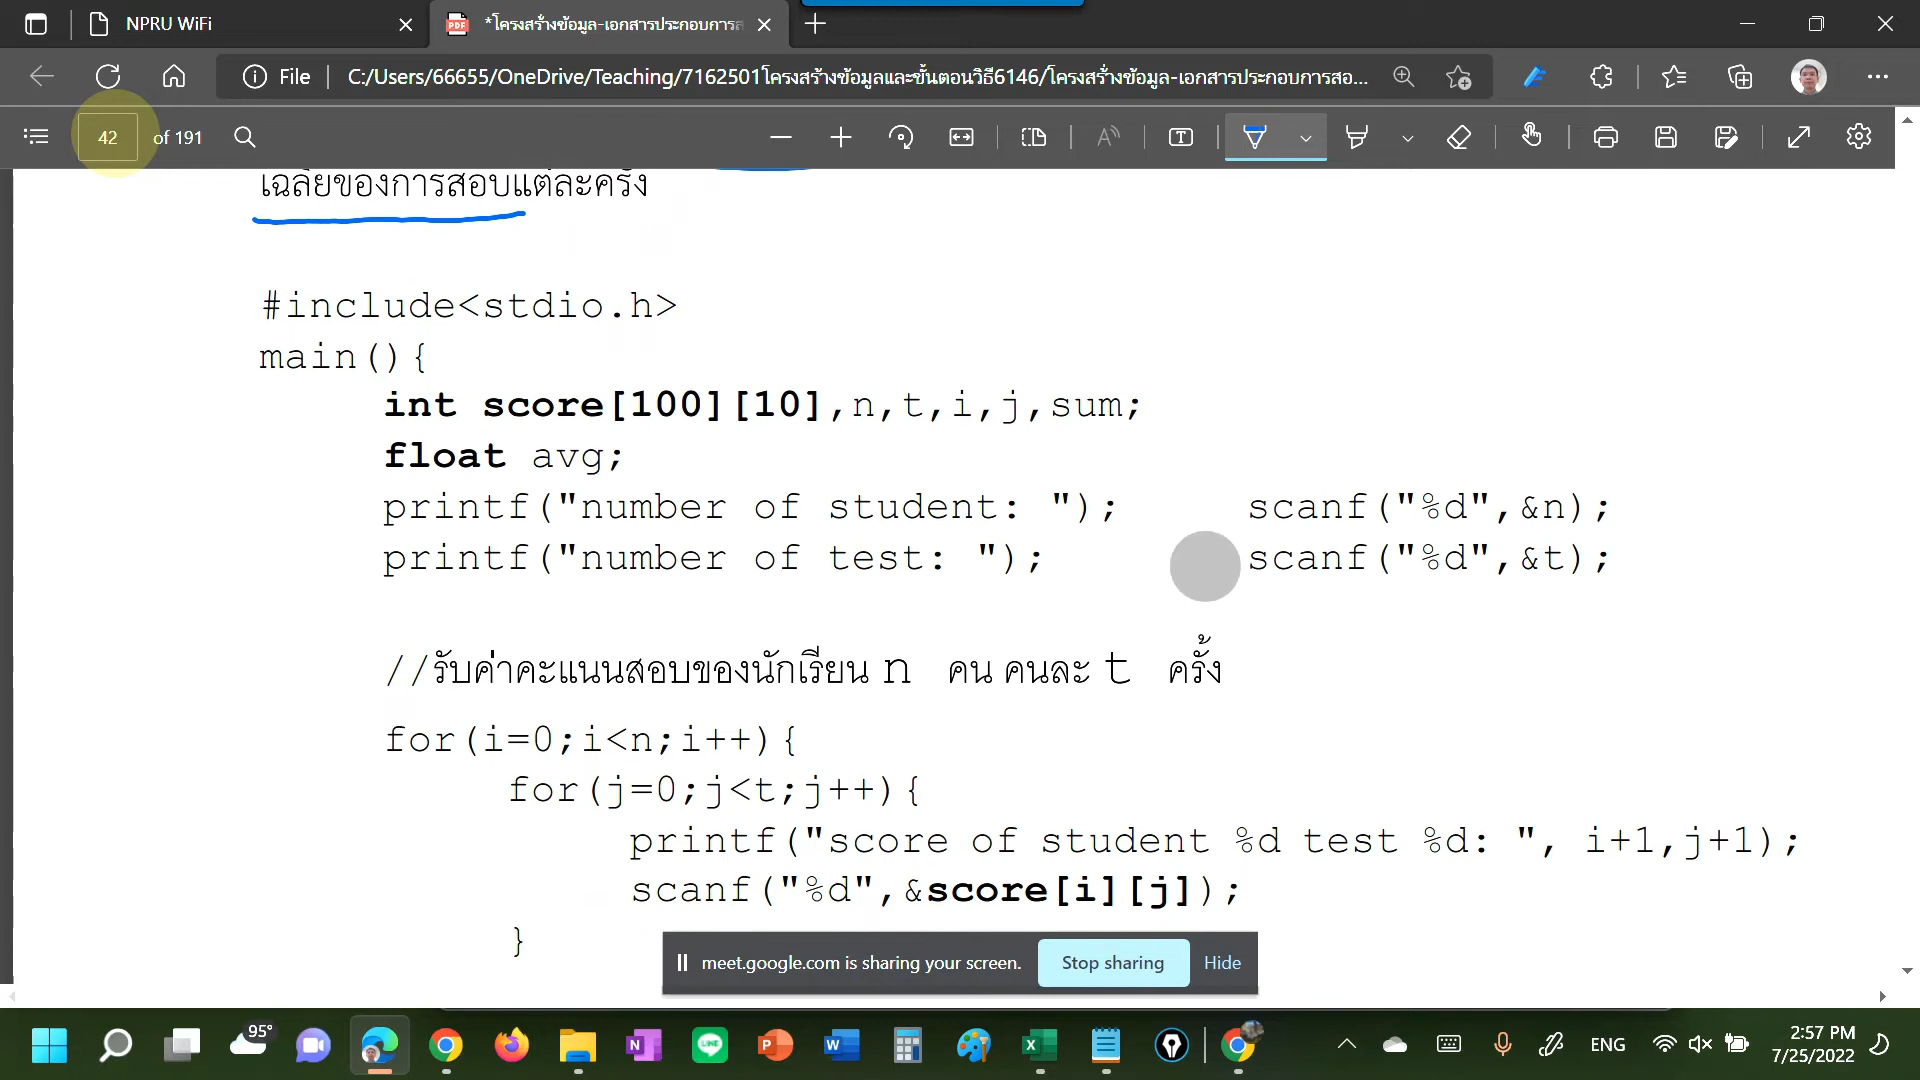 NPRU WiFi
*โครงสร้างข้อมูล-เอกสารประกอบการส
File
C:/Users/66655/OneDrive/Teaching/7162501โครงสร้างข้อมูลและขั้นตอนวิธี6146/โครงสร้างข้อมูล-เอกสารประกอบการสอ...
42 of 191
เฉลี่ยของการสอบแต่ละครั้ง
#include<stdio.h>
main(){
int score[100][10],n,t,i,j,sum;
float avg;
printf("number of student: "); scanf("%d",&n);
printf("number of test: "); scanf("%d",&t);
//รับค่าคะแนนสอบของนักเรียน n คน คนละ t ครั้ง
for(i=0;i<n;i++){
for(j=0;j<t;j++){
printf("score of student %d test %d: ", i+1,j+1);
scanf("%d",&score[i][j]);
}
meet.google.com is sharing your screen. Stop sharing Hide
95°
ENG
2:57 PM
7/25/2022